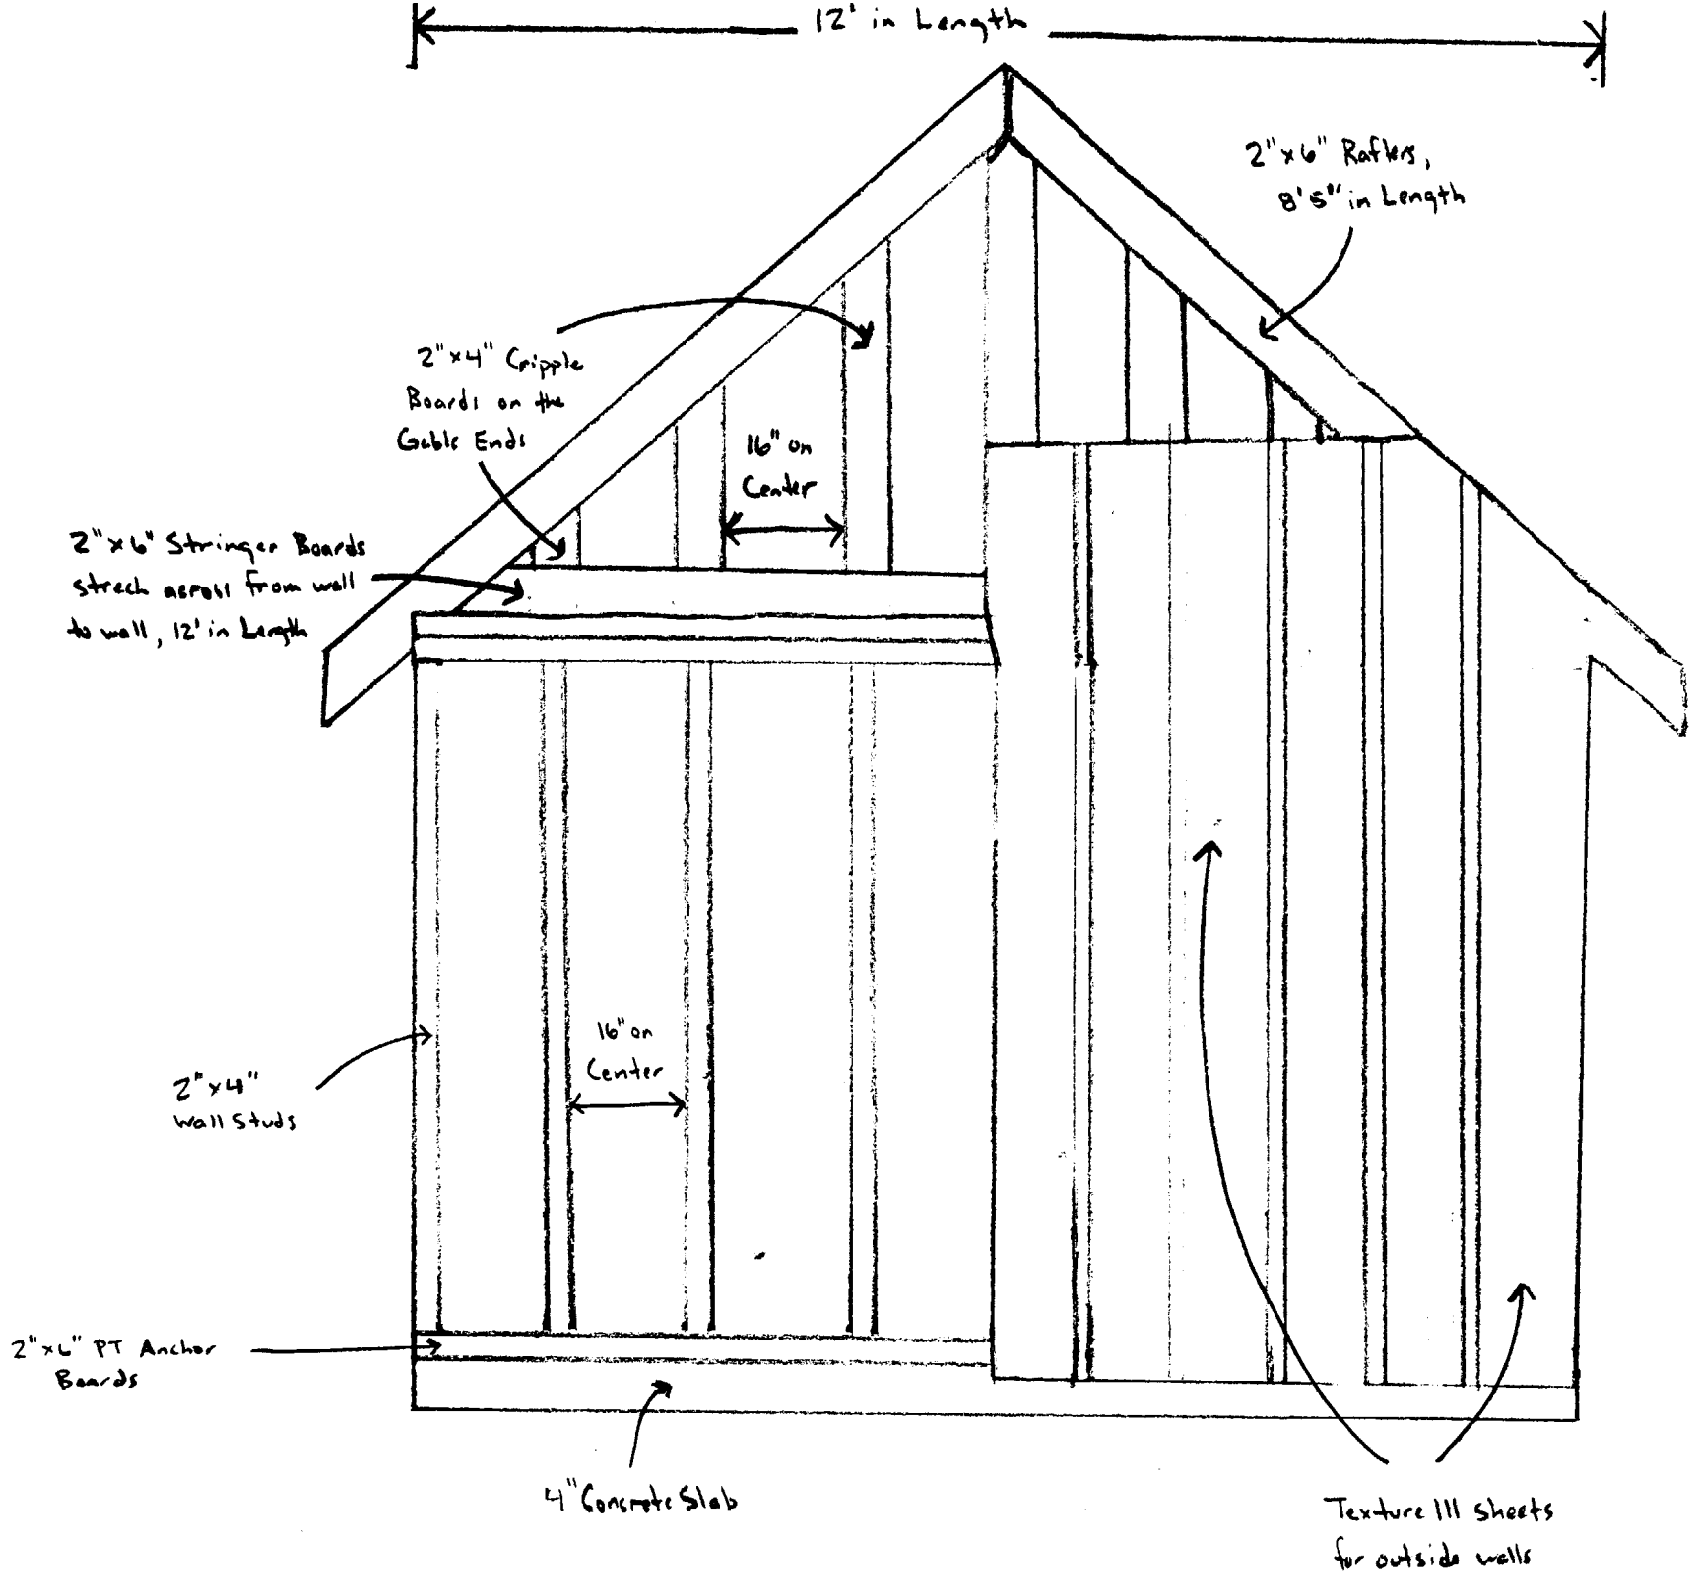 12' in Length
2"x6" Rafters,
8'5" in Length
2"x4" Cripple
Boards on the
Gable Ends
16" on
Center
2"x6" Stringer Boards
strech across from wall
to wall, 12' in Length
16" on
Center
2"x4"
Wall Studs
2"x6" PT Anchor
Boards
4" Concrete Slab
Texture 111 sheets
for outside walls